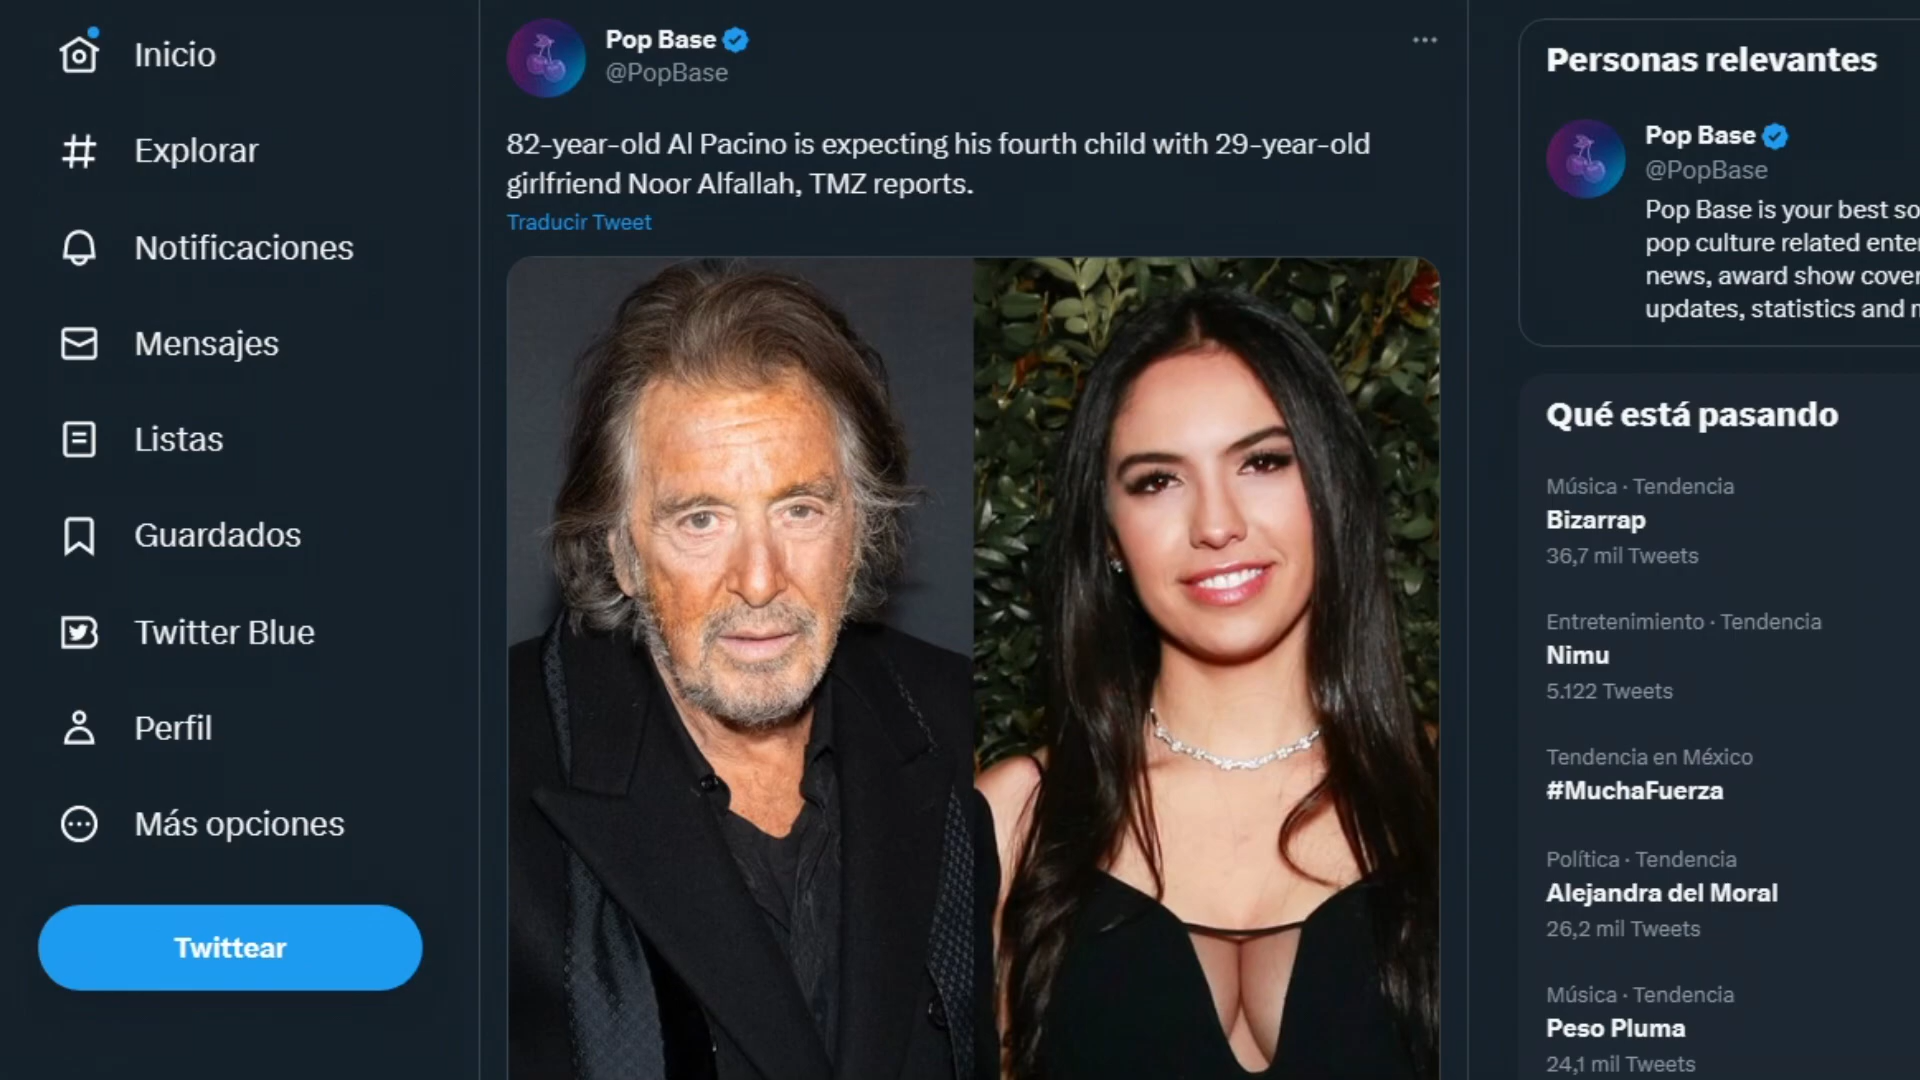 Inicio
Explorar
Notificaciones
Mensajes
Listas
Guardados
Twitter Blue
Perfil
Más opciones
Twittear
Pop Base
@PopBase
82-year-old Al Pacino is expecting his fourth child with 29-year-old
girlfriend Noor Alfallah, TMZ reports.
Traducir Tweet
Personas relevantes
Pop Base
@PopBase
Pop Base is your best so
pop culture related enter
news, award show cover
updates, statistics and m
Qué está pasando
Música · Tendencia
Bizarrap
36,7 mil Tweets
Entretenimiento · Tendencia
Nimu
5.122 Tweets
Tendencia en México
#MuchaFuerza
Política · Tendencia
Alejandra del Moral
26,2 mil Tweets
Música · Tendencia
Peso Pluma
24,1 mil Tweets